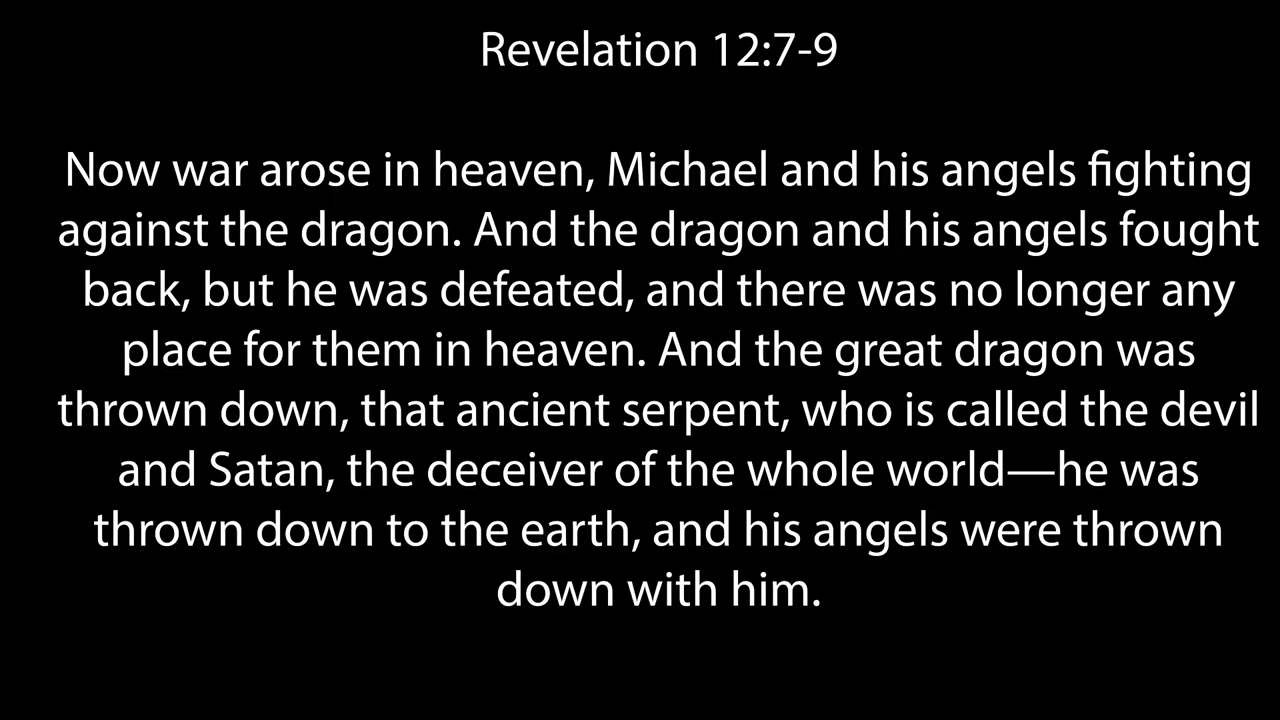 Revelation 12:7-9
Now war arose in heaven, Michael and his angels fighting
against the dragon. And the dragon and his angels fought
back, but he was defeated, and there was no longer any
place for them in heaven. And the great dragon was
thrown down, that ancient serpent, who is called the devil
and Satan, the deceiver of the whole world—he was
thrown down to the earth, and his angels were thrown
down with him.